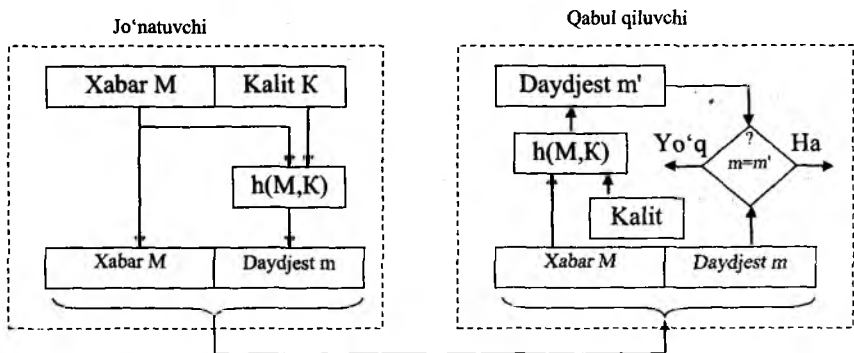 Jo‘natuvchi
Xabar M Kalit K
h(M,K)
Xabar M Daydjest m
Qabul qiluvchi
Daydjest m'
h(M,K)
Kalit
Yo‘q ? Ha
m=m'
Xabar M Daydjest m